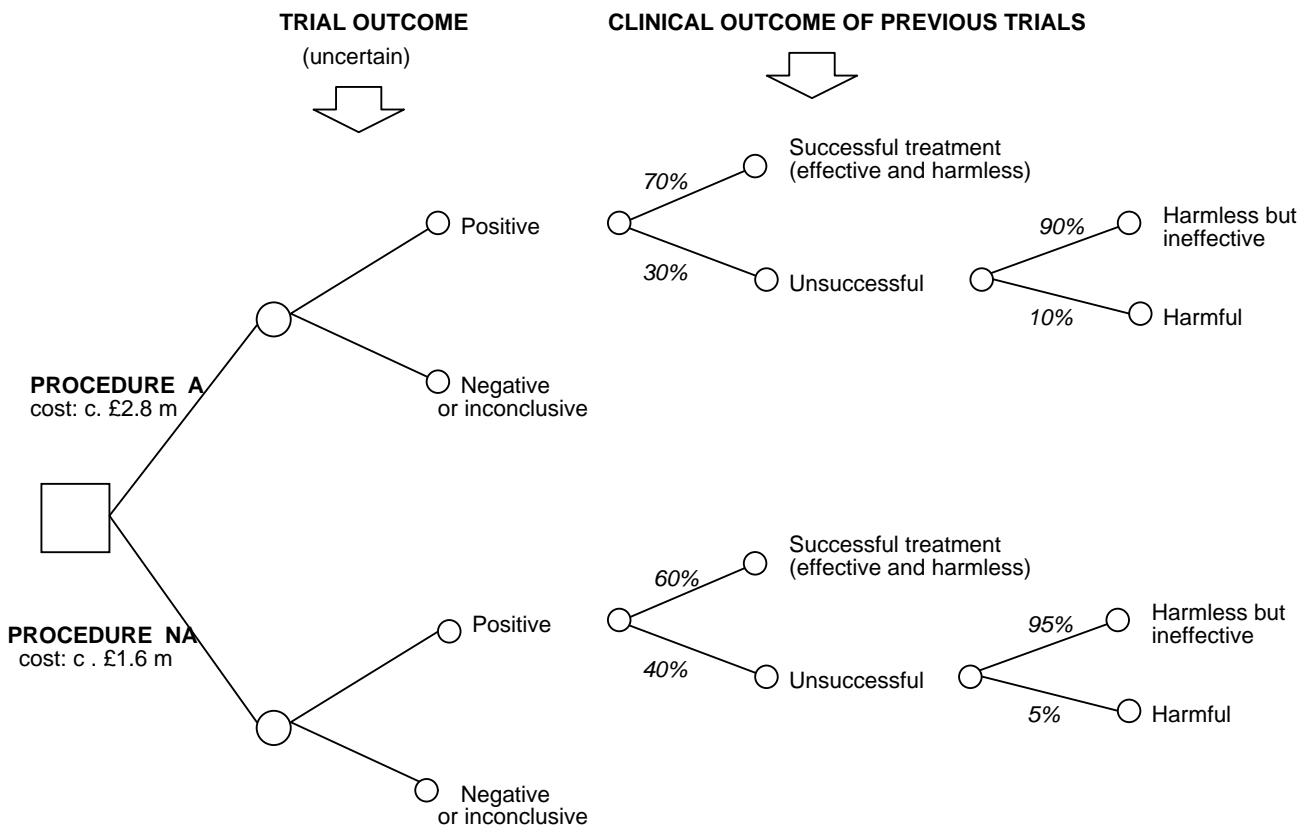 TRIAL OUTCOME
(uncertain)
CLINICAL OUTCOME OF PREVIOUS TRIALS
Successful treatment
(effective and harmless)
70%
Positive
30%
Unsuccessful
90%
Harmless but
ineffective
10%
Harmful
PROCEDURE A
cost: c. £2.8 m
Negative
or inconclusive
Successful treatment
(effective and harmless)
60%
PROCEDURE NA
cost: c . £1.6 m
Positive
40%
Unsuccessful
95%
Harmless but
ineffective
5%
Harmful
Negative
or inconclusive